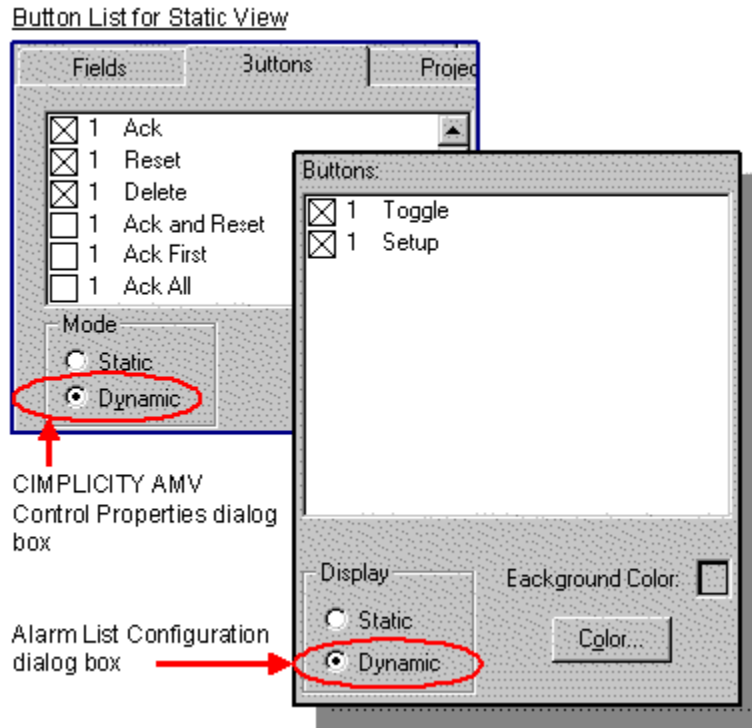 Button List for Static View
Fields
Buttons
Projec
1 Ack
1 Reset
1 Delete
1 Ack and Reset
1 Ack First
1 Ack All
Mode
Static
Dynamic
CIMPLICITY AMV
Control Properties dialog
box
Buttons:
1 Toggle
1 Setup
Display
Static
Dynamic
Eackground Color:
Color...
Alarm List Configuration
dialog box